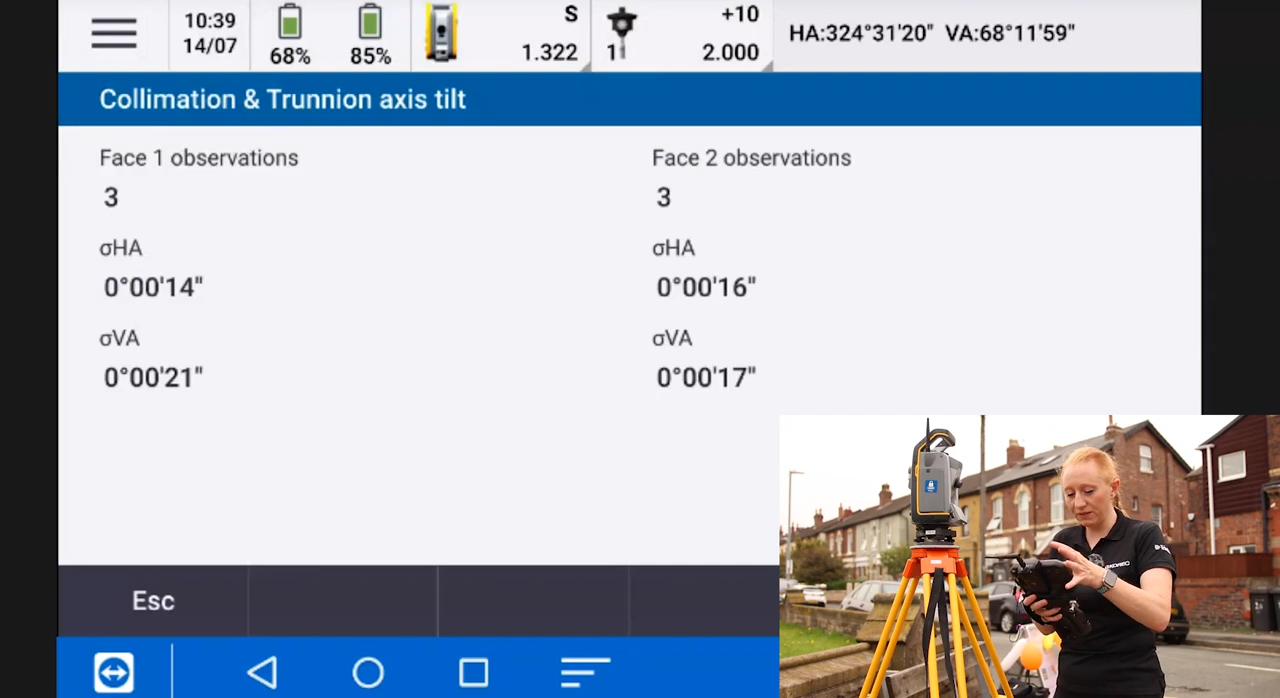 10:39
14/07
68%
85%
S
1.322
1
+10
2.000
HA:324°31'20" VA:68°11'59"
Collimation & Trunnion axis tilt
Face 1 observations
3
σHA
0°00'14"
σVA
0°00'21"
Face 2 observations
3
σHA
0°00'16"
σVA
0°00'17"
Esc